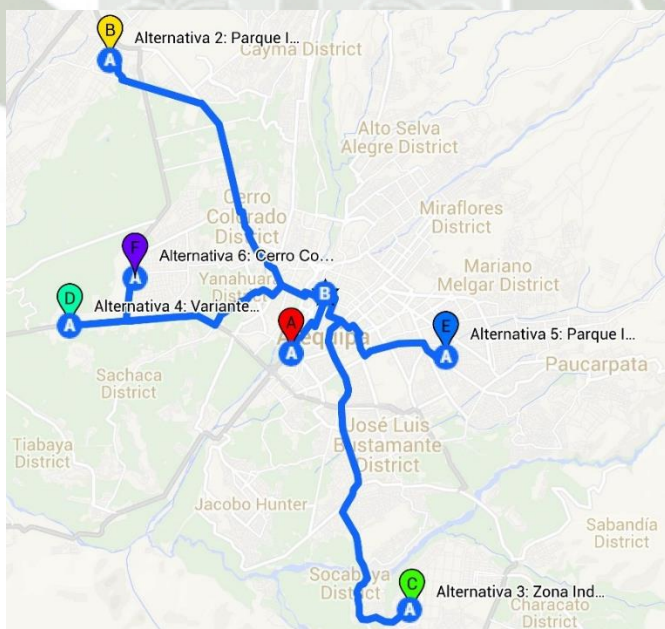 B
Alternativa 2: Parque I...
A
Cayma District
Alto Selva
Alegre District
Miraflores
District
Cerro
Colorado
District
F
Alternativa 6: Cerro Co...
A
Mariano
Melgar District
Yanahuara
District
B
D
Alternativa 4: Variante...
A
A
Arequipa
A
E
Alternativa 5: Parque I...
A
Paucarpata
Sachaca
District
José Luis
Bustamante
District
Tiabaya
District
Jacobo Hunter
Sabandía
District
Socabaya
District
C
Alternativa 3: Zona Ind...
A
Characato
District